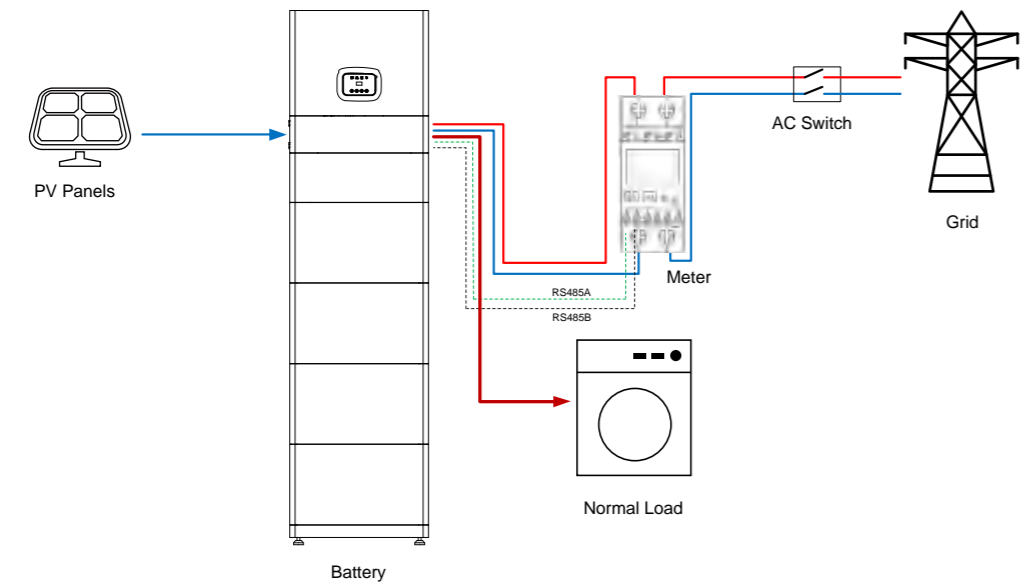 AC Switch
PV Panels
Grid
Meter
RS485A
RS485B
Normal Load
Battery